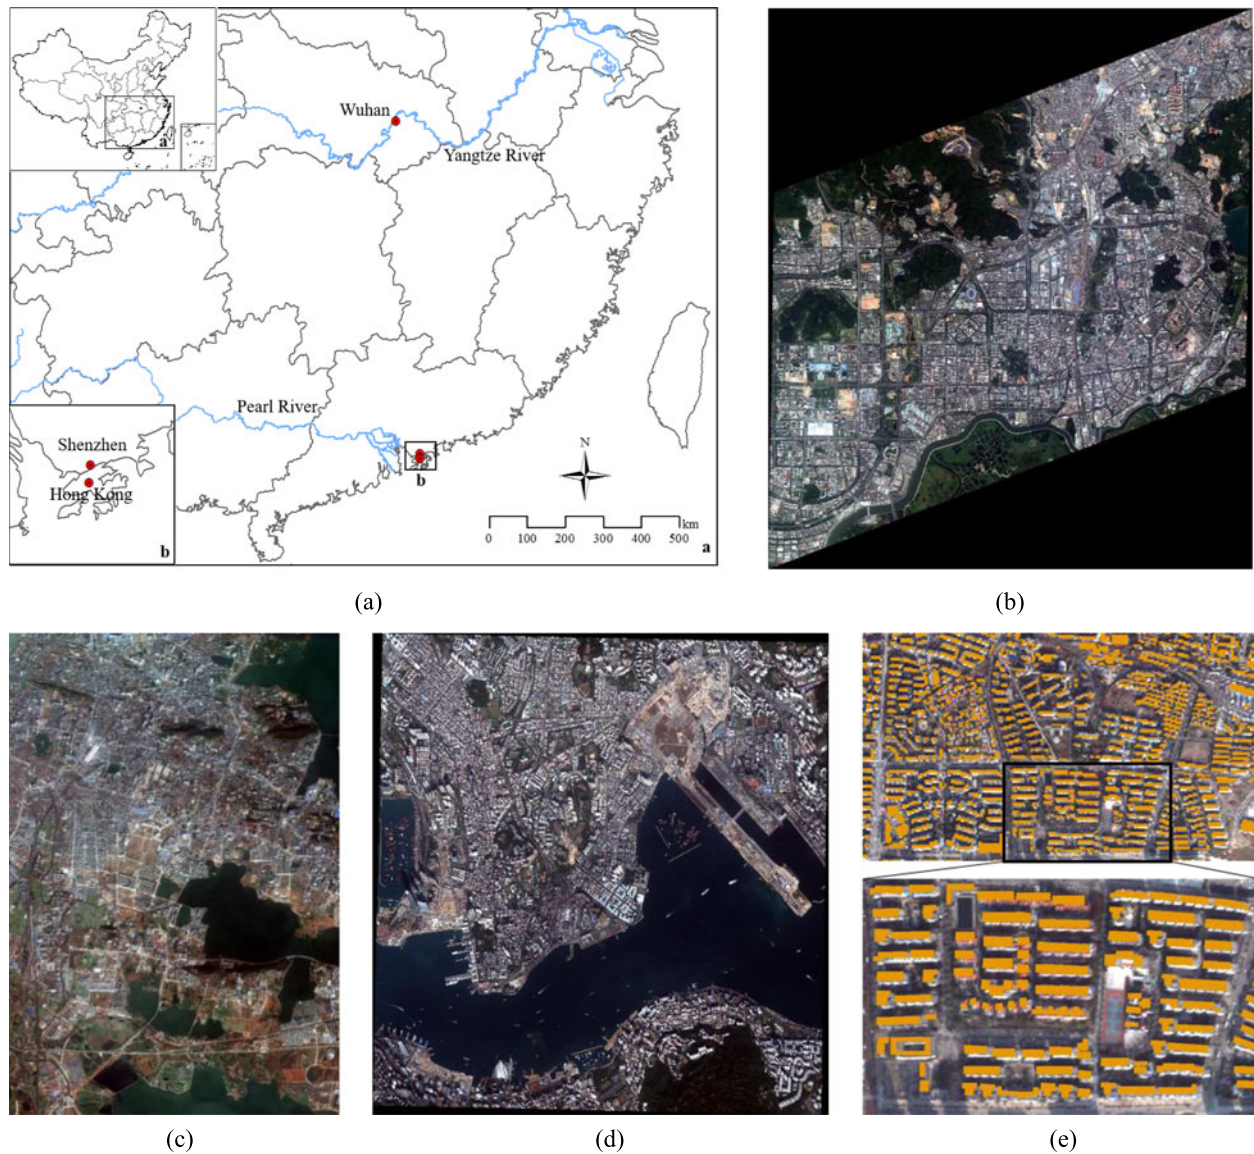 a
Wuhan
Yangtze River
Pearl River
Shenzhen
Hong Kong
b
b
N
km
0 100 200 300 400 500
a
(a)
(b)
(c)
(d)
(e)